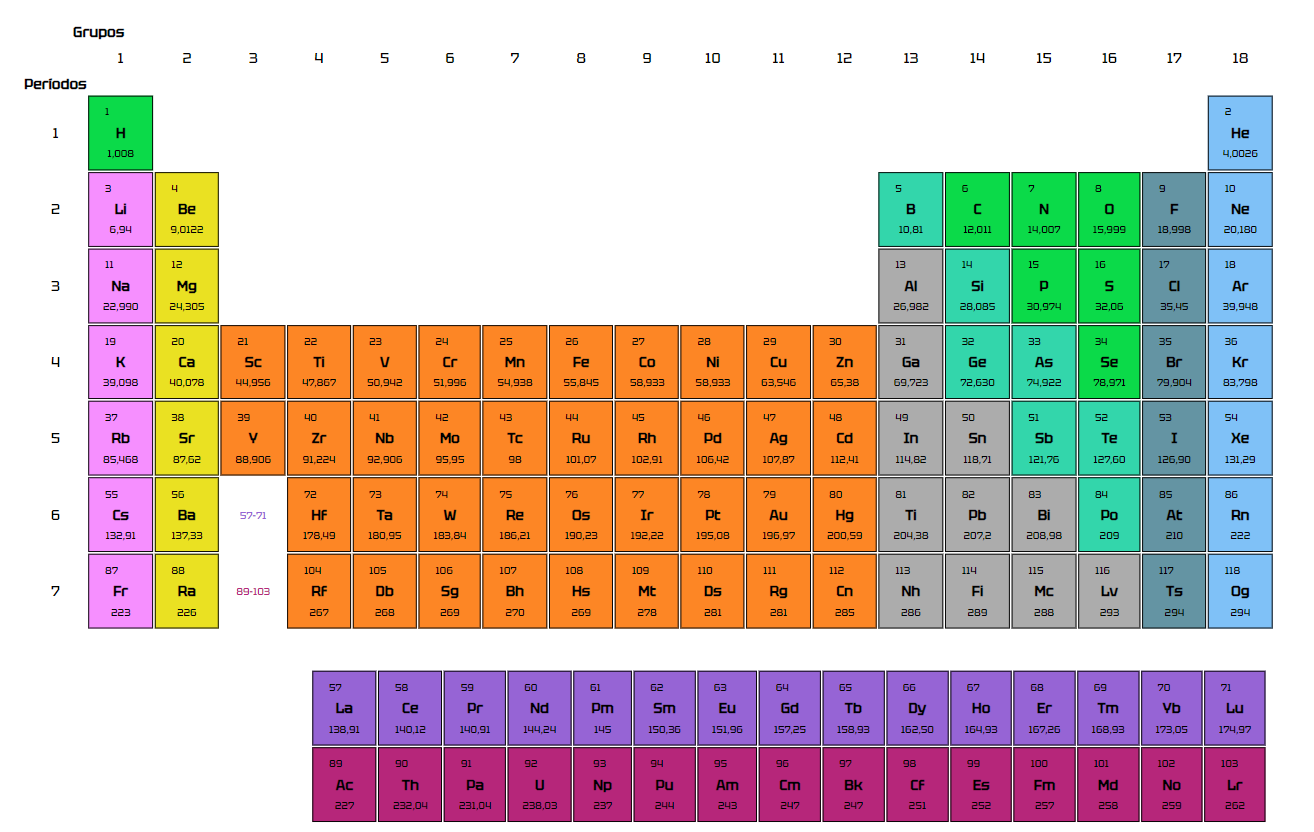 Grupos
1 2 3 4 5 6 7 8 9 10 11 12 13 14 15 16 17 18
Períodos
1 2
1 H He
1,008 4,0026
3 4 5 6 7 8 9 10
2 Li Be B C N O F Ne
6,94 9,0122 10,81 12,011 14,007 15,999 18,998 20,180
11 12 13 14 15 16 17 18
3 Na Mg Al Si P S Cl Ar
22,990 24,305 26,982 28,085 30,974 32,06 35,45 39,948
19 20 21 22 23 24 25 26 27 28 29 30 31 32 33 34 35 36
4 K Ca Sc Ti V Cr Mn Fe Co Ni Cu Zn Ga Ge As Se Br Kr
39,098 40,078 44,956 47,867 50,942 51,996 54,938 55,845 58,933 58,933 63,546 65,38 69,723 72,630 74,922 78,971 79,904 83,798
37 38 39 40 41 42 43 44 45 46 47 48 49 50 51 52 53 54
5 Rb Sr Y Zr Nb Mo Tc Ru Rh Pd Ag Cd In Sn Sb Te I Xe
85,468 87,62 88,906 91,224 92,906 95,95 98 101,07 102,91 106,42 107,87 112,41 114,82 118,71 121,76 127,60 126,90 131,29
55 56 72 73 74 75 76 77 78 79 80 81 82 83 84 85 86
6 Cs Ba 57-71 Hf Ta W Re Os Ir Pt Au Hg Ti Pb Bi Po At Rn
132,91 137,33 178,49 180,95 183,84 186,21 190,23 192,22 195,08 196,97 200,59 204,38 207,2 208,98 209 210 222
87 88 104 105 106 107 108 109 110 111 112 113 114 115 116 117 118
7 Fr Ra 89-103 Rf Db Sg Bh Hs Mt Ds Rg Cn Nh Fi Mc Lv Ts Og
223 226 267 268 269 270 269 278 281 281 285 286 289 288 293 294 294
57 58 59 60 61 62 63 64 65 66 67 68 69 70 71
La Ce Pr Nd Pm Sm Eu Gd Tb Dy Ho Er Tm Yb Lu
138,91 140,12 140,91 144,24 145 150,36 151,96 157,25 158,93 162,50 164,93 167,26 168,93 173,05 174,97
89 90 91 92 93 94 95 96 97 98 99 100 101 102 103
Ac Th Pa U Np Pu Am Cm Bk Cf Es Fm Md No Lr
227 232,04 231,04 238,03 237 244 243 247 247 251 252 257 258 259 262